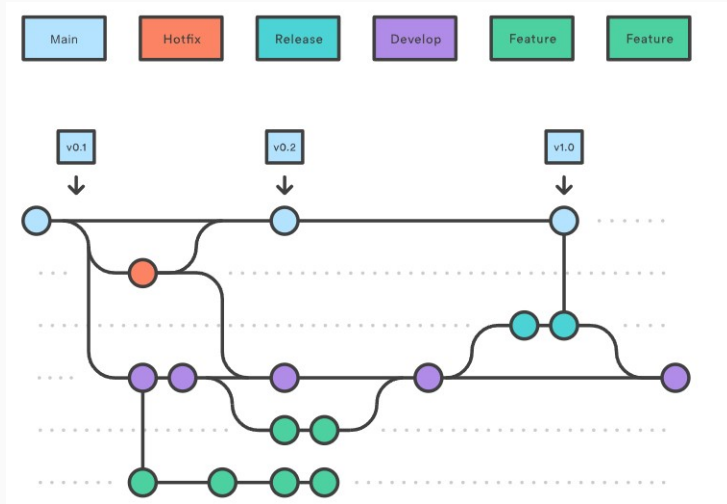 Main
Hotfix
Release
Develop
Feature
Feature
v0.1
v0.2
v1.0